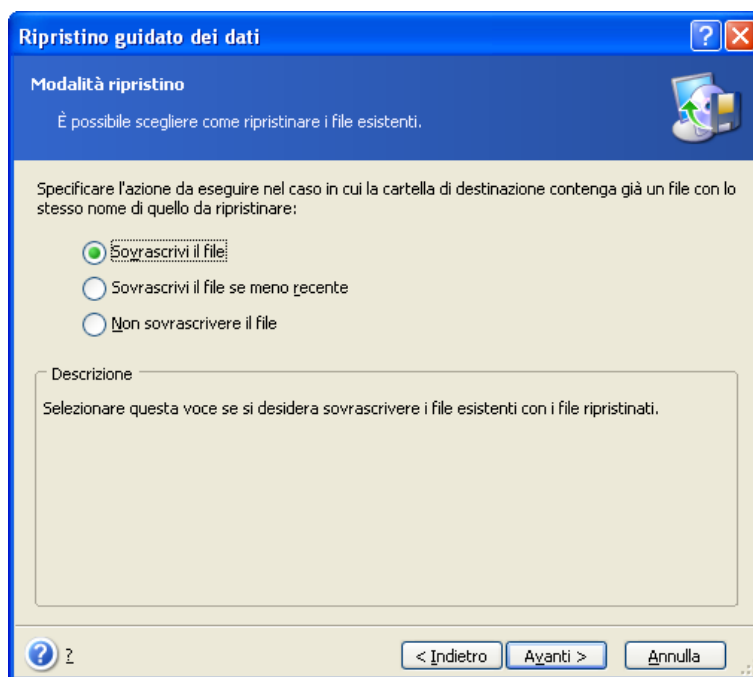 Ripristino guidato dei dati
?
Modalità ripristino
È possibile scegliere come ripristinare i file esistenti.
Specificare l'azione da eseguire nel caso in cui la cartella di destinazione contenga già un file con lo
stesso nome di quello da ripristinare:
Sovrascrivi il file
Sovrascrivi il file se meno recente
Non sovrascrivere il file
Descrizione
Selezionare questa voce se si desidera sovrascrivere i file esistenti con i file ripristinati.
? ? < Indietro Avanti > Annulla